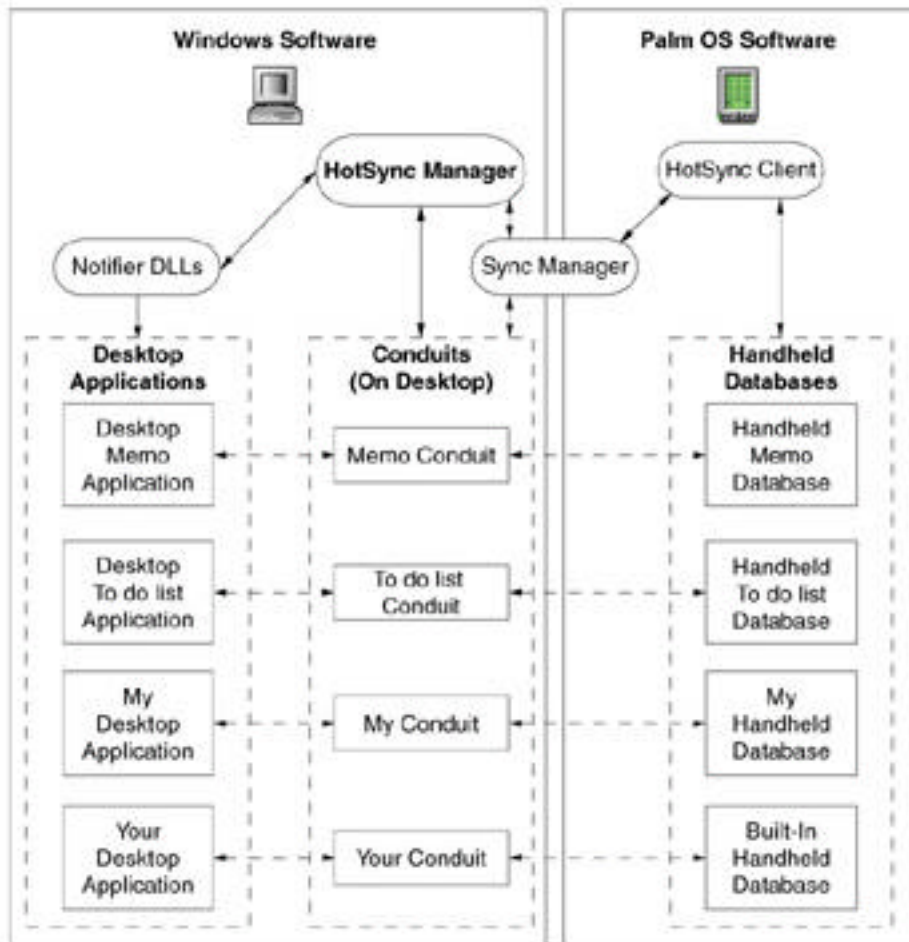 Windows Software
Palm OS Software
HotSync Manager
HotSync Client
Notifier DLLs
Sync Manager
Desktop
Applications
Conduits
(On Desktop)
Handheld
Databases
Desktop
Memo
Application
Memo Conduit
Handheld
Memo
Database
Desktop
To do list
Application
To do list
Conduit
Handheld
To do list
Database
My
Desktop
Application
My Conduit
My
Handheld
Database
Your
Desktop
Application
Your Conduit
Built-In
Handheld
Database